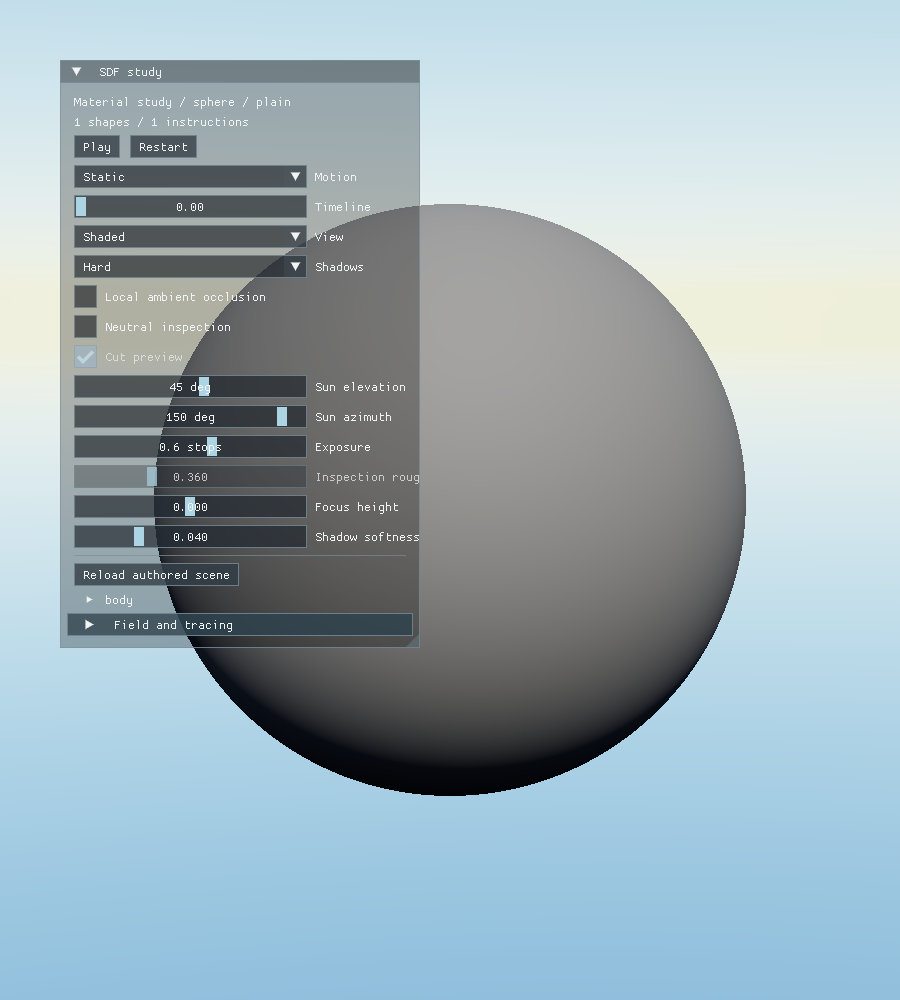 SDF study
Material study / sphere / plain
1 shapes / 1 instructions
Play Restart
Static Motion
0.00 Timeline
Shaded View
Hard Shadows
Local ambient occlusion
Neutral inspection
Cut preview
45 deg Sun elevation
150 deg Sun azimuth
0.6 stops Exposure
0.360 Inspection roug
0.000 Focus height
0.040 Shadow softness
Reload authored scene
body
Field and tracing